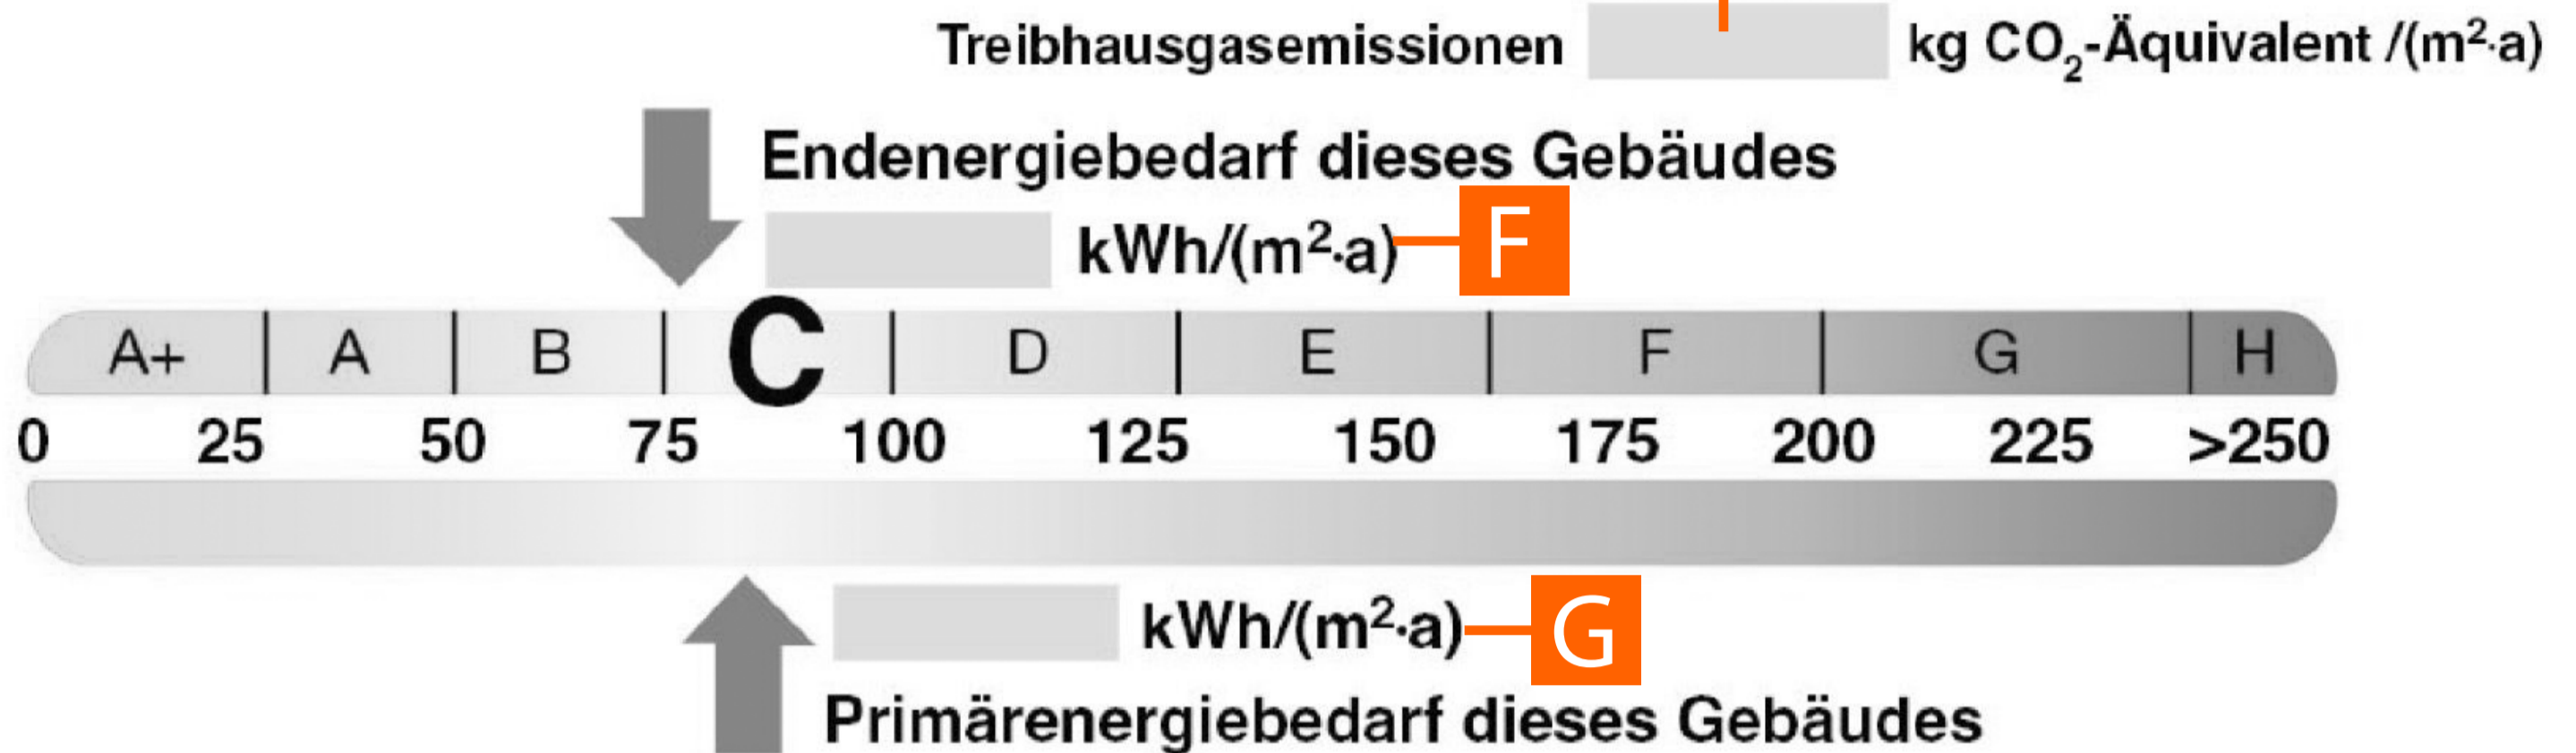 Treibhausgasemissionen kg CO₂-Äquivalent /(m²·a)
Endenergiebedarf dieses Gebäudes
kWh/(m²·a) F
A+ A B C D E F G H
0 25 50 75 100 125 150 175 200 225 >250
kWh/(m²·a) G
Primärenergiebedarf dieses Gebäudes